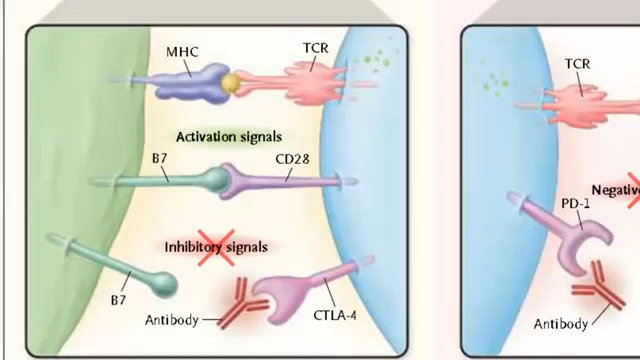 MHC
TCR
Activation signals
B7
CD28
Inhibitory signals
B7
Antibody
CTLA-4
TCR
PD-1
Antibody